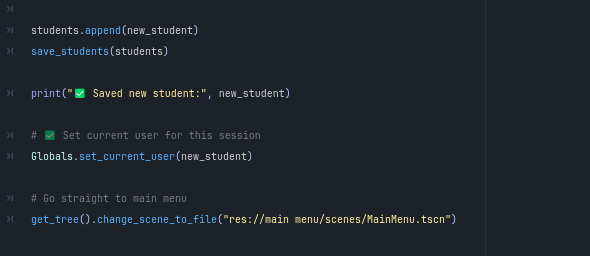 students.append(new_student)
save_students(students)
print("✅ Saved new student:", new_student)
# ✅ Set current user for this session
Globals.set_current_user(new_student)
# Go straight to main menu
get_tree().change_scene_to_file("res://main menu/scenes/MainMenu.tscn")